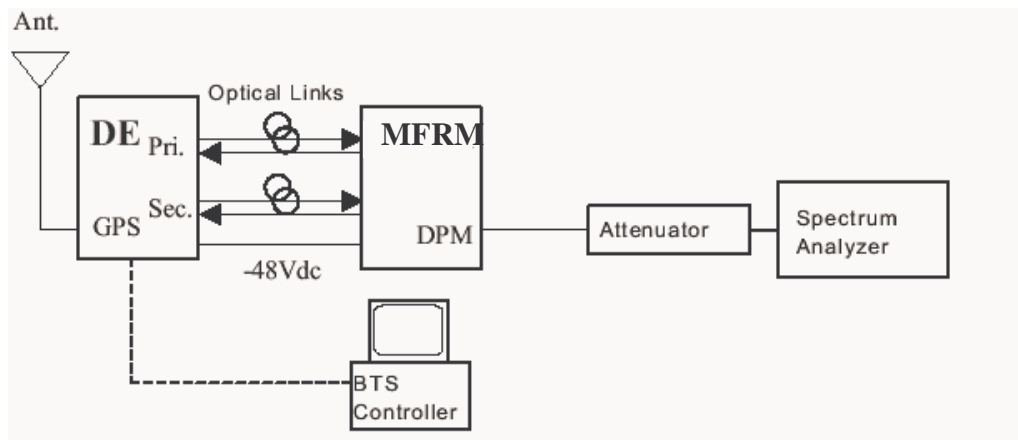 Ant.
Optical Links
DE
Pri.
MFRM
Sec.
GPS
DPM
-48Vdc
Attenuator
Spectrum
Analyzer
BTS
Controller